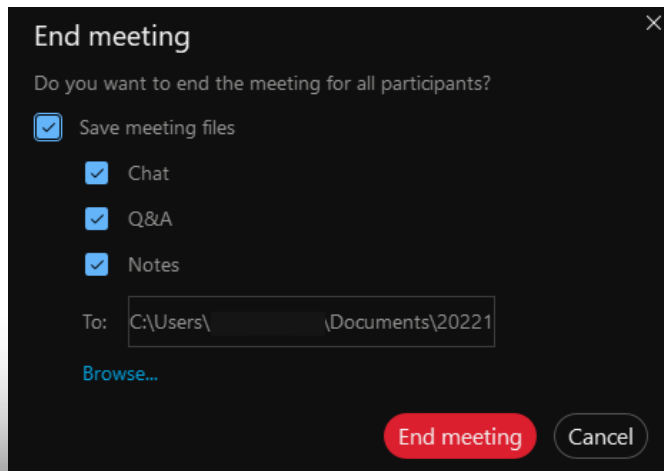 End meeting
Do you want to end the meeting for all participants?
Save meeting files
Chat
Q&A
Notes
To: C:\Users\ \Documents\20221
Browse...
End meeting Cancel